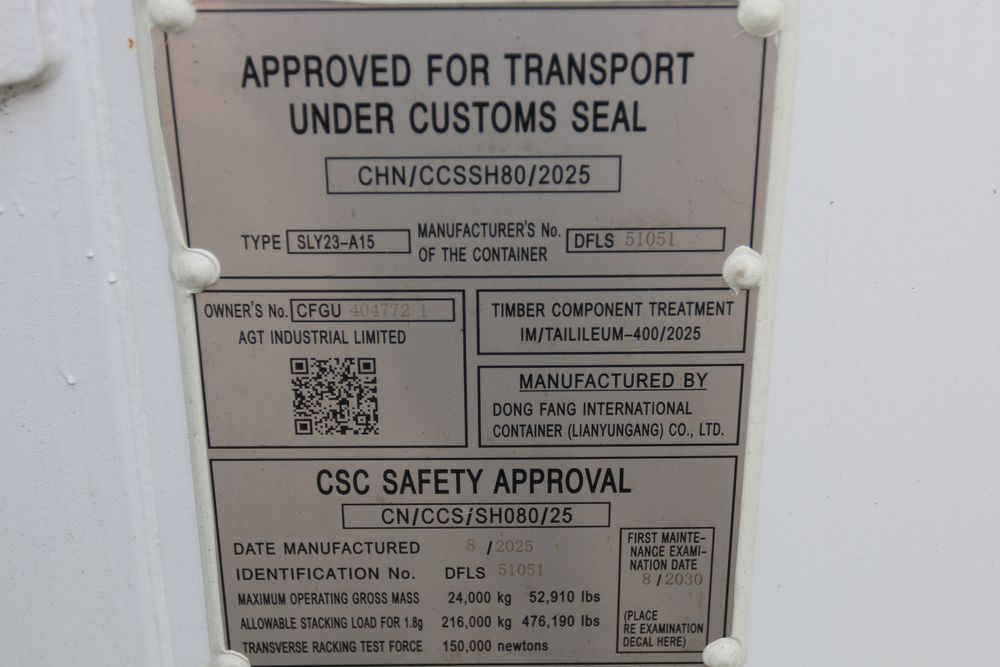 APPROVED FOR TRANSPORT
UNDER CUSTOMS SEAL
CHN/CCSSH80/2025
TYPE SLY23-A15 MANUFACTURER'S No. OF THE CONTAINER DFLS 51051
OWNER'S No. CFGU 404772 1
AGT INDUSTRIAL LIMITED
TIMBER COMPONENT TREATMENT
IM/TAILILEUM-400/2025
MANUFACTURED BY
DONG FANG INTERNATIONAL
CONTAINER (LIANYUNGANG) CO., LTD.
CSC SAFETY APPROVAL
CN/CCS/SH080/25
DATE MANUFACTURED 8 / 2025
IDENTIFICATION No. DFLS 51051
MAXIMUM OPERATING GROSS MASS 24,000 kg 52,910 lbs
ALLOWABLE STACKING LOAD FOR 1.8g 216,000 kg 476,190 lbs
TRANSVERSE RACKING TEST FORCE 150,000 newtons
FIRST MAINTE-
NANCE EXAMI-
NATION DATE
8 / 2030
(PLACE
RE EXAMINATION
DECAL HERE)